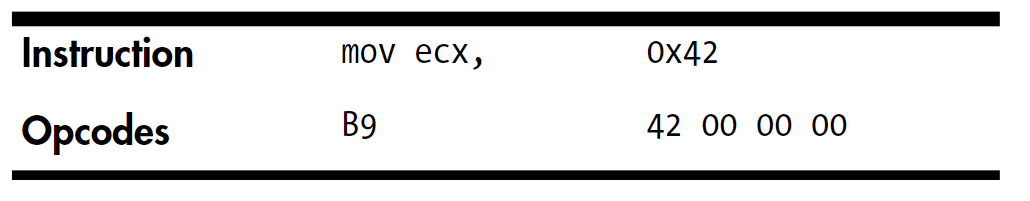 Instruction mov ecx, 0x42
Opcodes B9 42 00 00 00